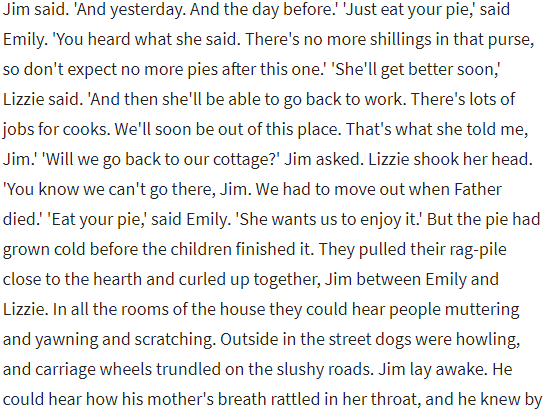 Jim said. 'And yesterday. And the day before.' 'Just eat your pie,' said
Emily. 'You heard what she said. There's no more shillings in that purse,
so don't expect no more pies after this one.' 'She'll get better soon,'
Lizzie said. 'And then she'll be able to go back to work. There's lots of
jobs for cooks. We'll soon be out of this place. That's what she told me,
Jim.' 'Will we go back to our cottage?' Jim asked. Lizzie shook her head.
'You know we can't go there, Jim. We had to move out when Father
died.' 'Eat your pie,' said Emily. 'She wants us to enjoy it.' But the pie had
grown cold before the children finished it. They pulled their rag-pile
close to the hearth and curled up together, Jim between Emily and
Lizzie. In all the rooms of the house they could hear people muttering
and yawning and scratching. Outside in the street dogs were howling,
and carriage wheels trundled on the slushy roads. Jim lay awake. He
could hear how his mother's breath rattled in her throat, and he knew by